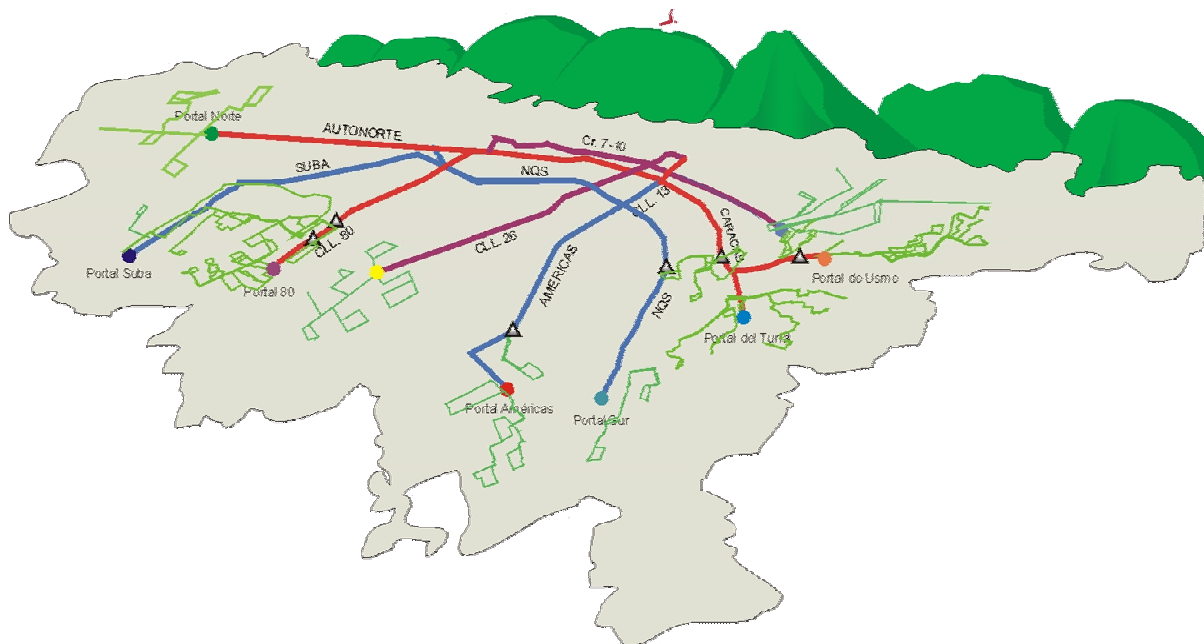 Portal Norte
AUTONORTE
Cr. 7-10
SUBA
NQS
CLL. 13
CARACAS
CLL. 80
CLL. 26
Portal Suba
Portal 80
AMERICAS
NQS
Portal de Usme
Portal del Tunal
Portal Américas
Portal Sur